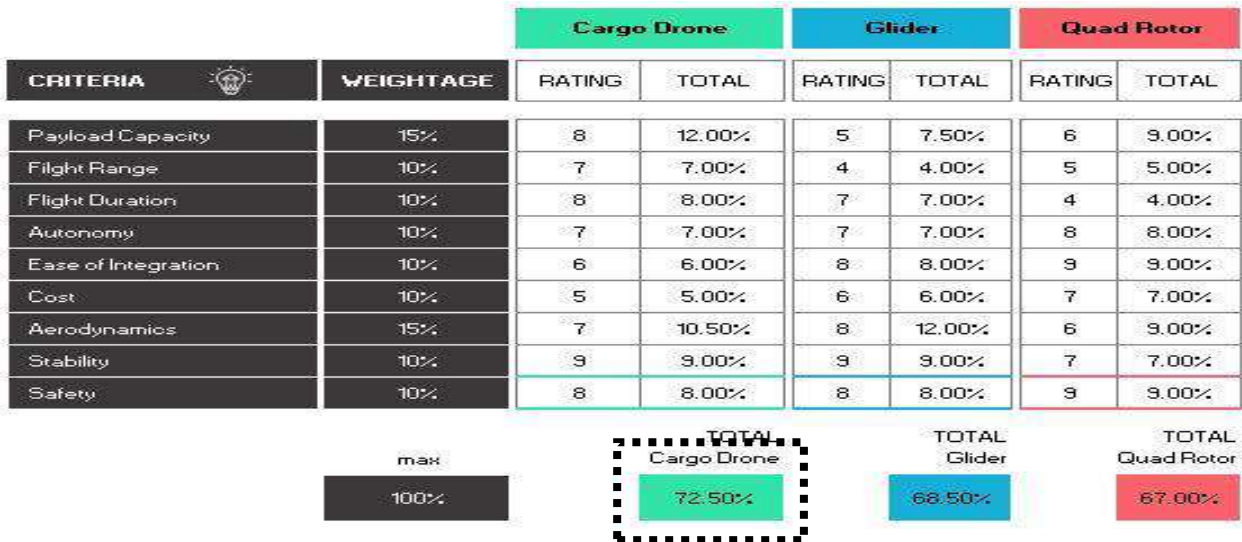 Cargo Drone Glider Quad Rotor
CRITERIA WEIGHTAGE RATING TOTAL RATING TOTAL RATING TOTAL
Payload Capacity 15% 8 12.00% 5 7.50% 6 9.00%
Filght Range 10% 7 7.00% 4 4.00% 5 5.00%
Flight Duration 10% 8 8.00% 7 7.00% 4 4.00%
Autonomy 10% 7 7.00% 7 7.00% 8 8.00%
Ease of Integration 10% 6 6.00% 8 8.00% 9 9.00%
Cost 10% 5 5.00% 6 6.00% 7 7.00%
Aerodynamics 15% 7 10.50% 8 12.00% 6 9.00%
Stability 10% 9 9.00% 9 9.00% 7 7.00%
Safety 10% 8 8.00% 8 8.00% 9 9.00%
TOTAL TOTAL TOTAL
max Cargo Drone Glider Quad Rotor
100% 72.50% 68.50% 67.00%